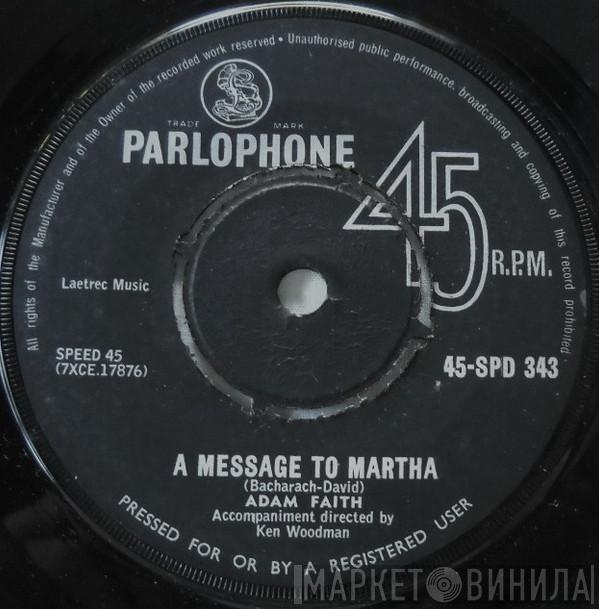 All rights of the Manufacturer and of the Owner of the recorded work reserved • Unauthorised public performance, broadcasting and copying of this record prohibited
TRADE MARK
PARLOPHONE
45
R.P.M.
Laetrec Music
SPEED 45
(7XCE.17876)
45-SPD 343
A MESSAGE TO MARTHA
(Bacharach-David)
ADAM FAITH
Accompaniment directed by
Ken Woodman
PRESSED FOR OR BY A REGISTERED USER
МАРКЕТ ВИНИЛА